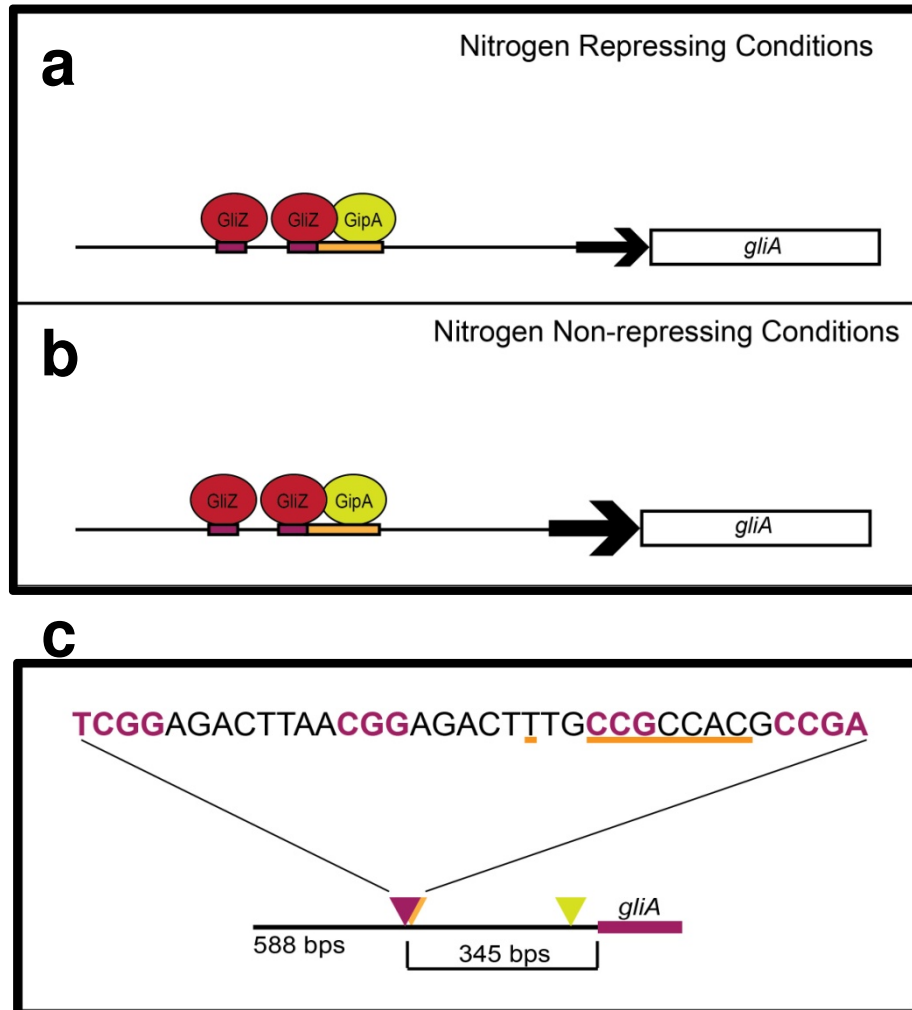 a
Nitrogen Repressing Conditions
GliZ GliZ GipA
gliA
b
Nitrogen Non-repressing Conditions
GliZ GliZ GipA
gliA
c
TCGGAGACTTAACGGAGACTTTGCCGCCACGCCGA
gliA
588 bps
345 bps